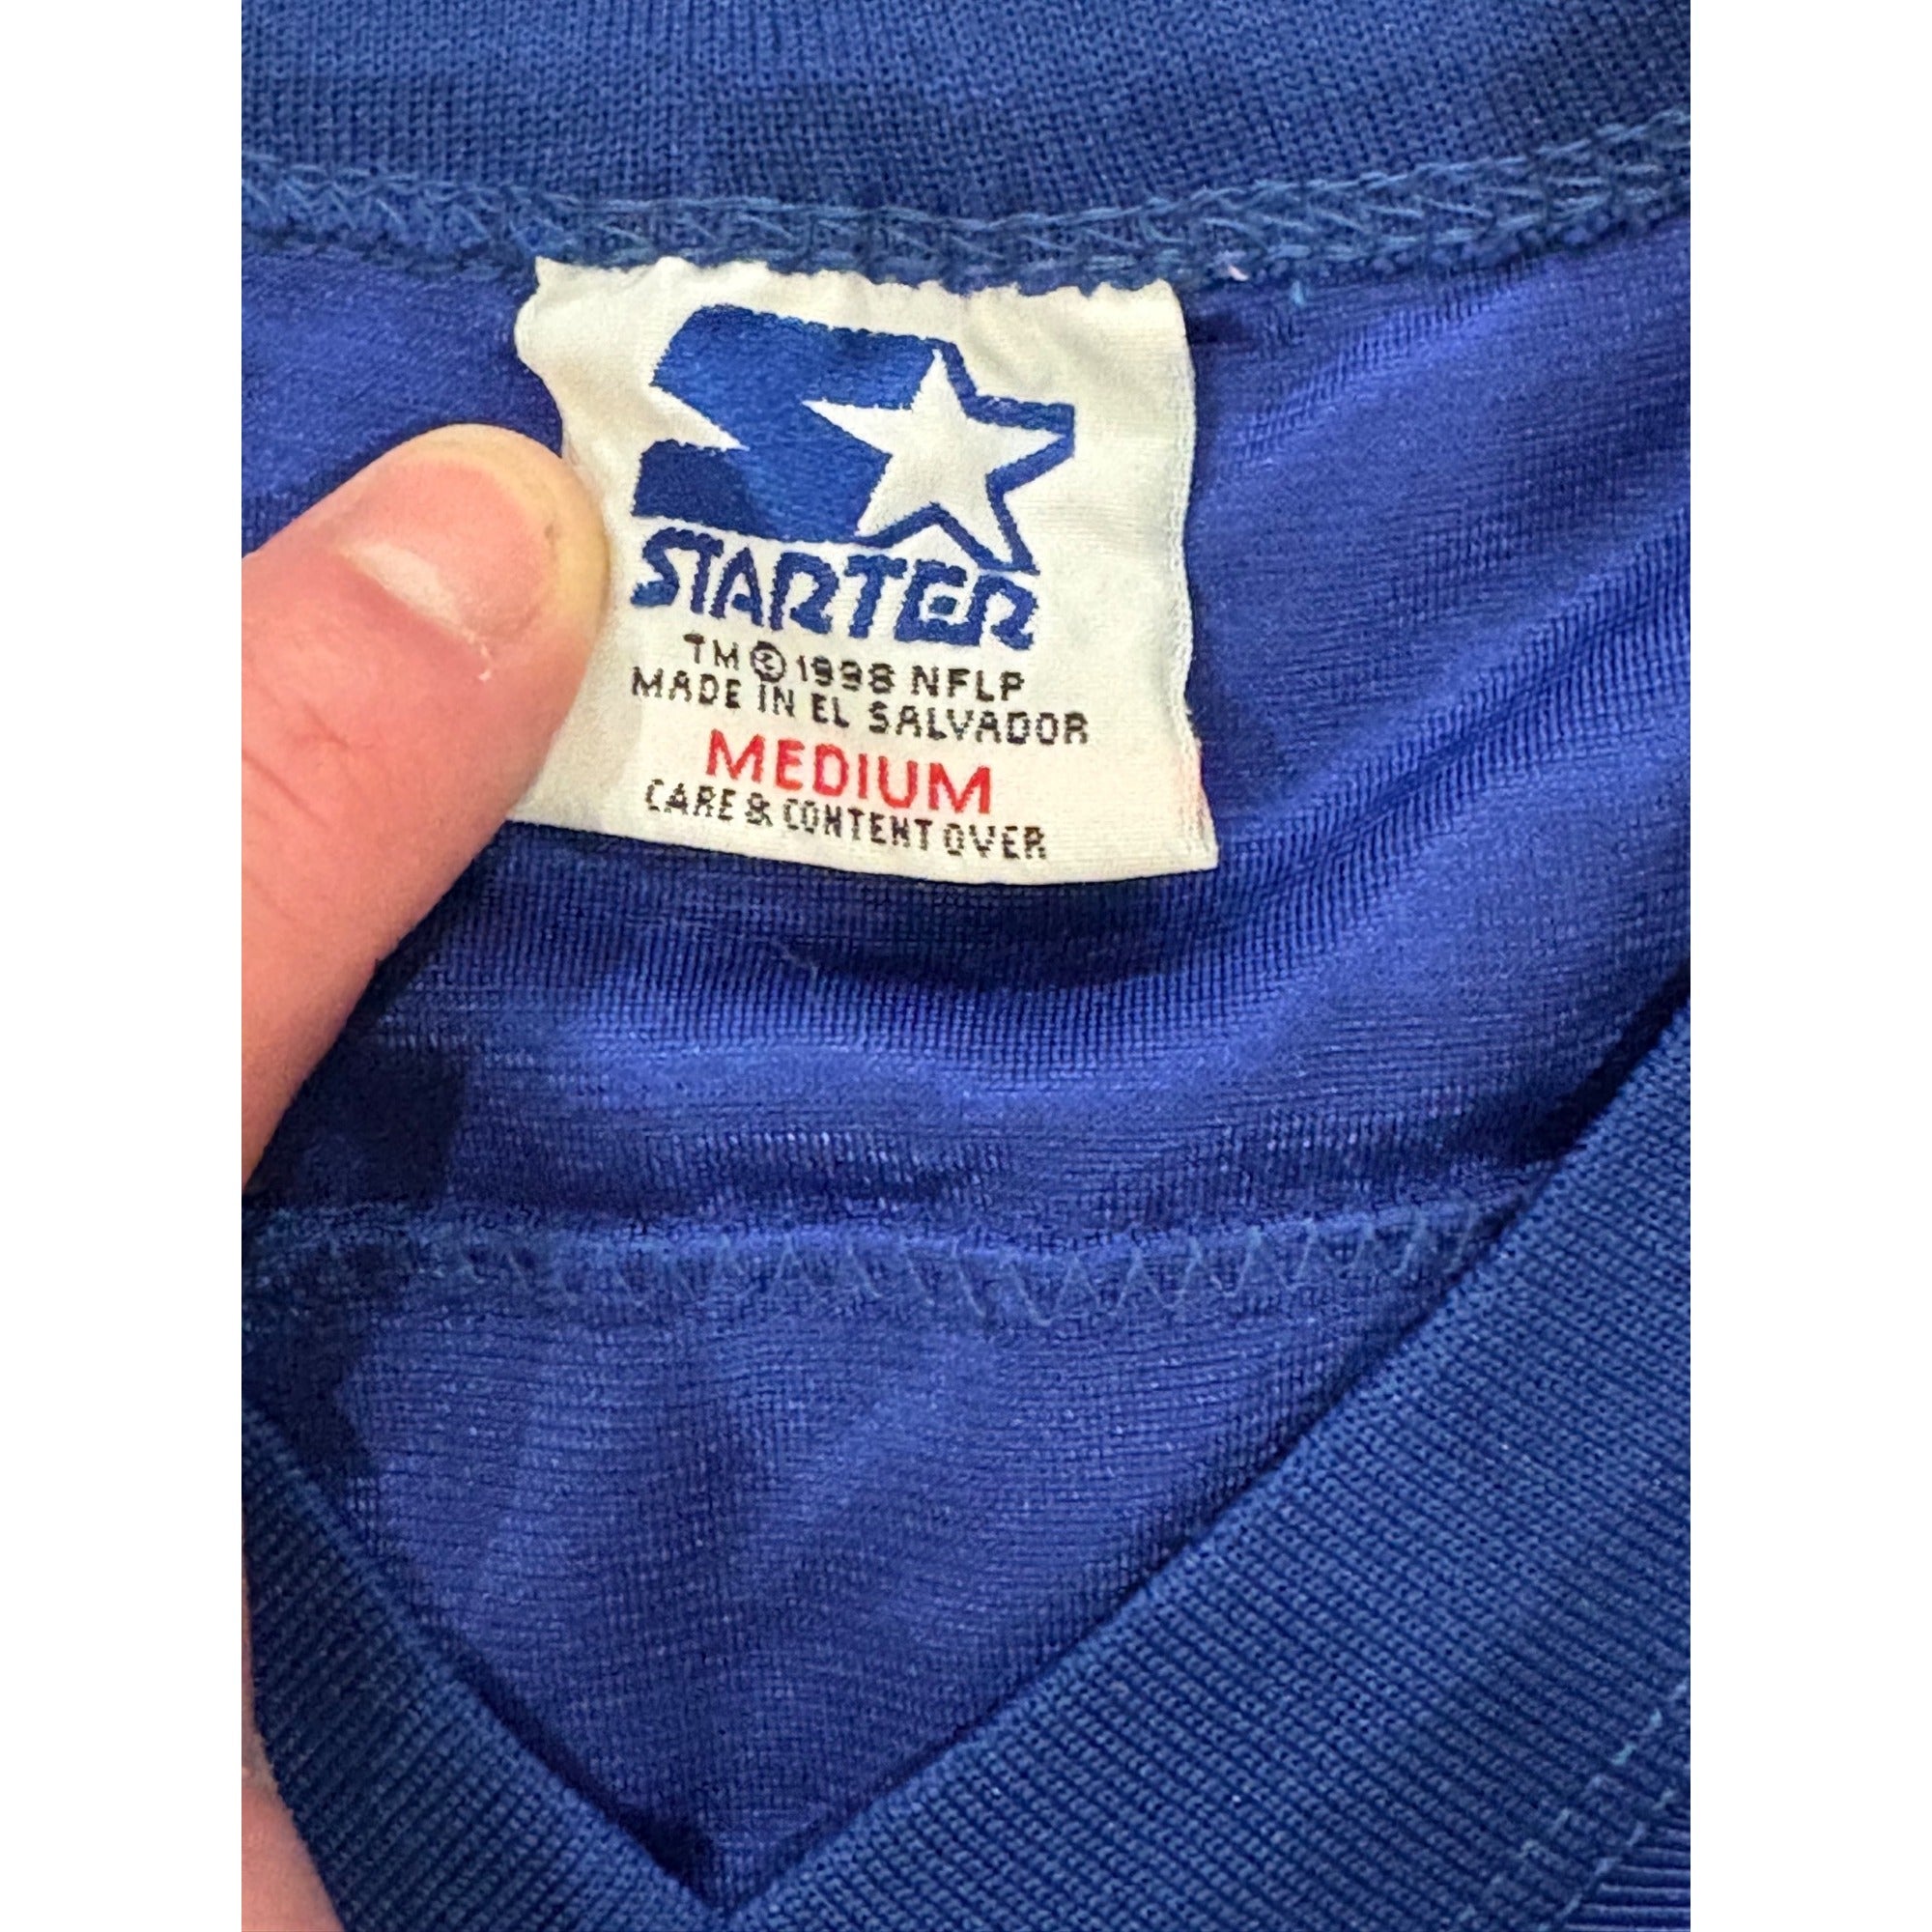 STARTER
TM © 1998 NFLP
MADE IN EL SALVADOR
MEDIUM
CARE & CONTENT OVER